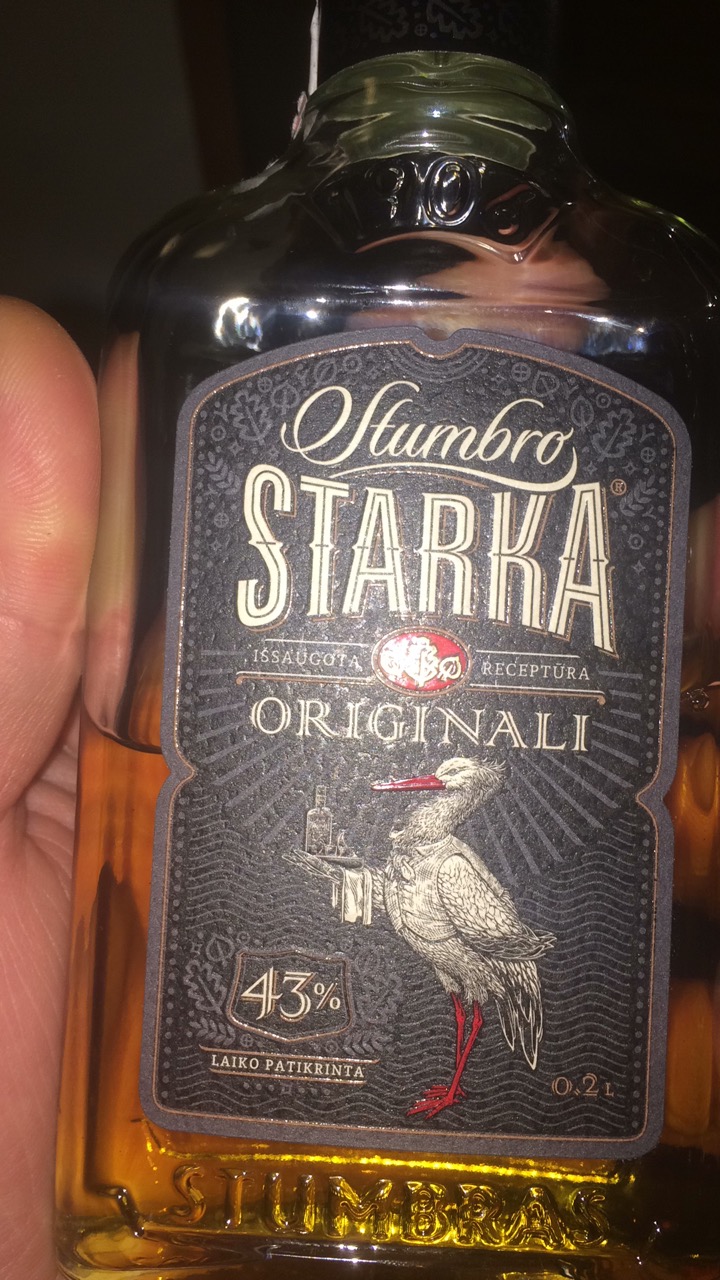 Stumbro
STARKA®
IŠSAUGOTA RECEPTŪRA
ORIGINALI
43%
LAIKO PATIKRINTA
0.2 L
STUMBRAS